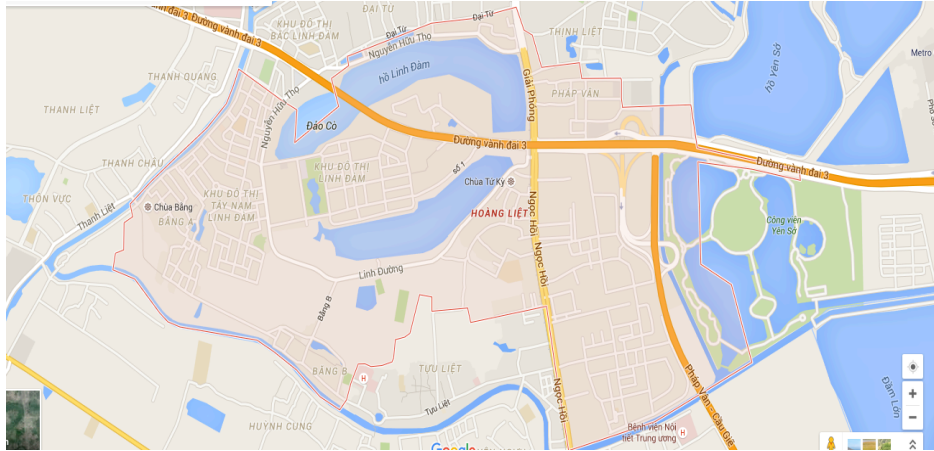 Đường vành đai 3
đai 3
KHU ĐÔ THỊ
BẮC LINH ĐÀM
ĐẠI TỪ
Đại Từ
Đại Từ
Nguyễn Hữu Thọ
THỊNH LIỆT
hồ Linh Đàm
Giải Phóng
PHÁP VÂN
hồ Yên Sở
Metro
THANH QUANG
THANH LIỆT
Nguyễn Hữu Thọ
Đảo Cò
Đường vành đai 3
Đường vành đai 3
THANH CHÂU
KHU ĐÔ THỊ
LINH ĐÀM
số 1
Chùa Tứ Kỳ
THÔN VỰC
Thanh Liệt
Chùa Bằng
BẰNG A
KHU ĐÔ THỊ
TÂY NAM
LINH ĐÀM
HOÀNG LIỆT
Ngọc Hồi
Ngọc Hồi
Công viên
Yên Sở
Linh Đường
Bằng B
BẰNG B
H
TỰU LIỆT
Tựu Liệt
Ngọc Hồi
Pháp Vân - Cầu Giẽ
Đầm Lớn
HUỲNH CUNG
Bệnh viện Nội
tiết Trung ương
H
Google
+
−